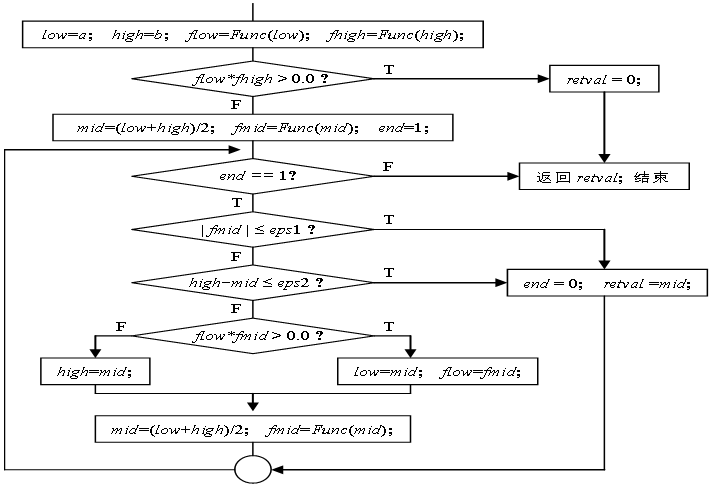 low=a; high=b; flow=Func(low); fhigh=Func(high);
flow*fhigh > 0.0 ?
T
retval = 0;
F
mid=(low+high)/2; fmid=Func(mid); end=1;
end == 1?
F
返回 retval; 结束
T
| fmid | ≤ eps1 ?
T
F
high−mid ≤ eps2 ?
T
end = 0; retval =mid;
F
F
flow*fmid > 0.0 ?
T
high=mid;
low=mid; flow=fmid;
mid=(low+high)/2; fmid=Func(mid);